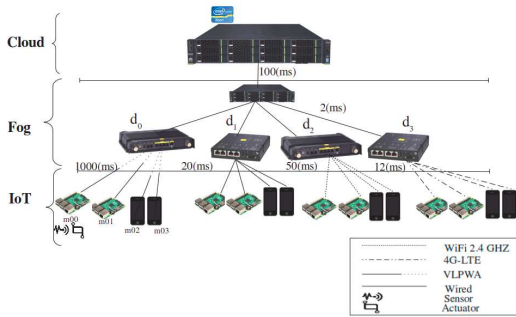 Cloud
100(ms)
Fog
d0
d1
d2
d3
2(ms)
1000(ms)
20(ms)
50(ms)
12(ms)
IoT
m00
m01
m02
m03
WiFi 2.4 GHZ
4G-LTE
VLPWA
Wired
Sensor
Actuator